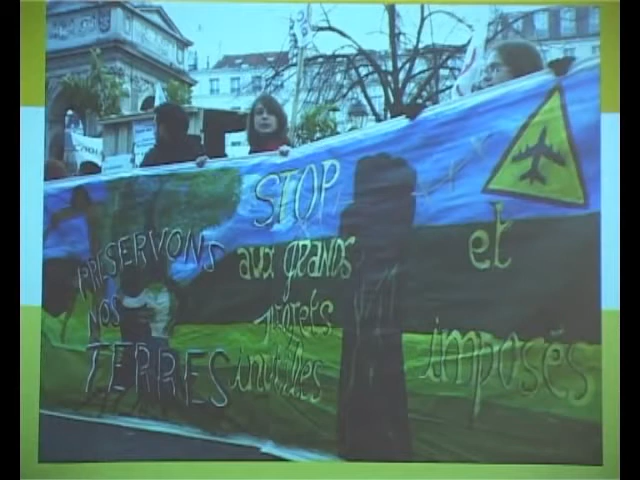 PRESERVONS
NOS
TERRES
STOP
aux grands
projets
inutiles
et
imposés